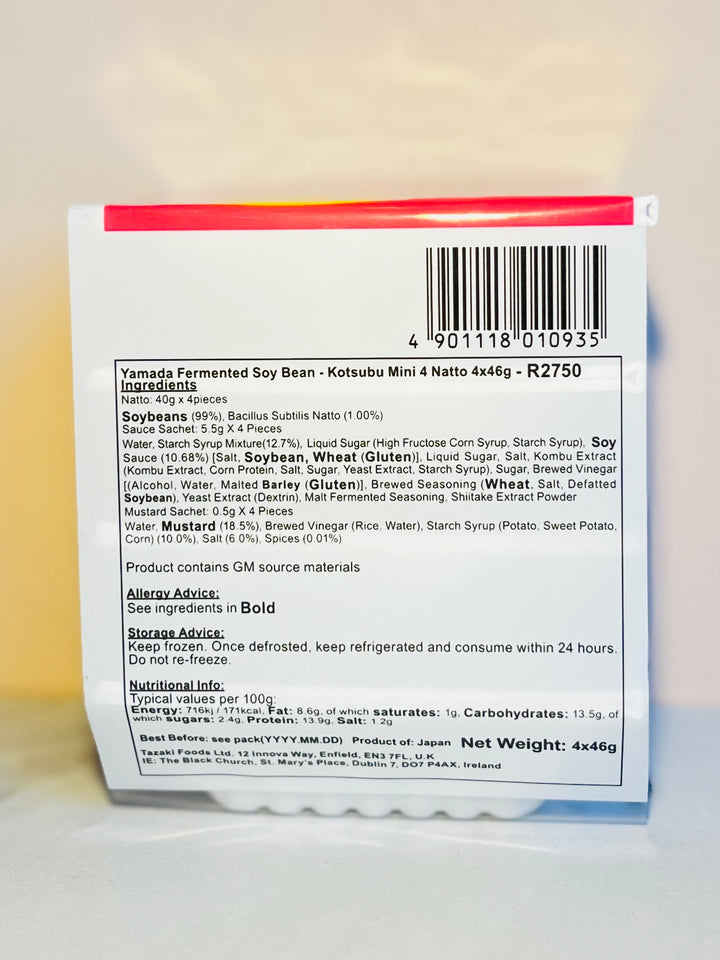 4 901118 010935
Yamada Fermented Soy Bean - Kotsubu Mini 4 Natto 4x46g - R2750
Ingredients
Natto: 40g x 4pieces
Soybeans (99%), Bacillus Subtilis Natto (1.00%)
Sauce Sachet: 5.5g X 4 Pieces
Water, Starch Syrup Mixture(12.7%), Liquid Sugar (High Fructose Corn Syrup, Starch Syrup), Soy
Sauce (10.68%) [Salt, Soybean, Wheat (Gluten)], Liquid Sugar, Salt, Kombu Extract
(Kombu Extract, Corn Protein, Salt, Sugar, Yeast Extract, Starch Syrup), Sugar, Brewed Vinegar
[(Alcohol, Water, Malted Barley (Gluten)], Brewed Seasoning (Wheat, Salt, Defatted
Soybean), Yeast Extract (Dextrin), Malt Fermented Seasoning, Shiitake Extract Powder
Mustard Sachet: 0.5g X 4 Pieces
Water, Mustard (18.5%), Brewed Vinegar (Rice, Water), Starch Syrup (Potato, Sweet Potato,
Corn) (10.0%), Salt (6.0%), Spices (0.01%)
Product contains GM source materials
Allergy Advice:
See ingredients in Bold
Storage Advice:
Keep frozen. Once defrosted, keep refrigerated and consume within 24 hours.
Do not re-freeze.
Nutritional Info:
Typical values per 100g:
Energy: 716kj / 171kcal, Fat: 8.6g, of which saturates: 1g, Carbohydrates: 13.5g, of
which sugars: 2.4g, Protein: 13.9g, Salt: 1.2g
Best Before: see pack(YYYY.MM.DD) Product of: Japan Net Weight: 4x46g
Tazaki Foods Ltd. 12 Innova Way, Enfield, EN3 7FL, U.K
IE: The Black Church, St. Mary's Place, Dublin 7, DO7 P4AX, Ireland